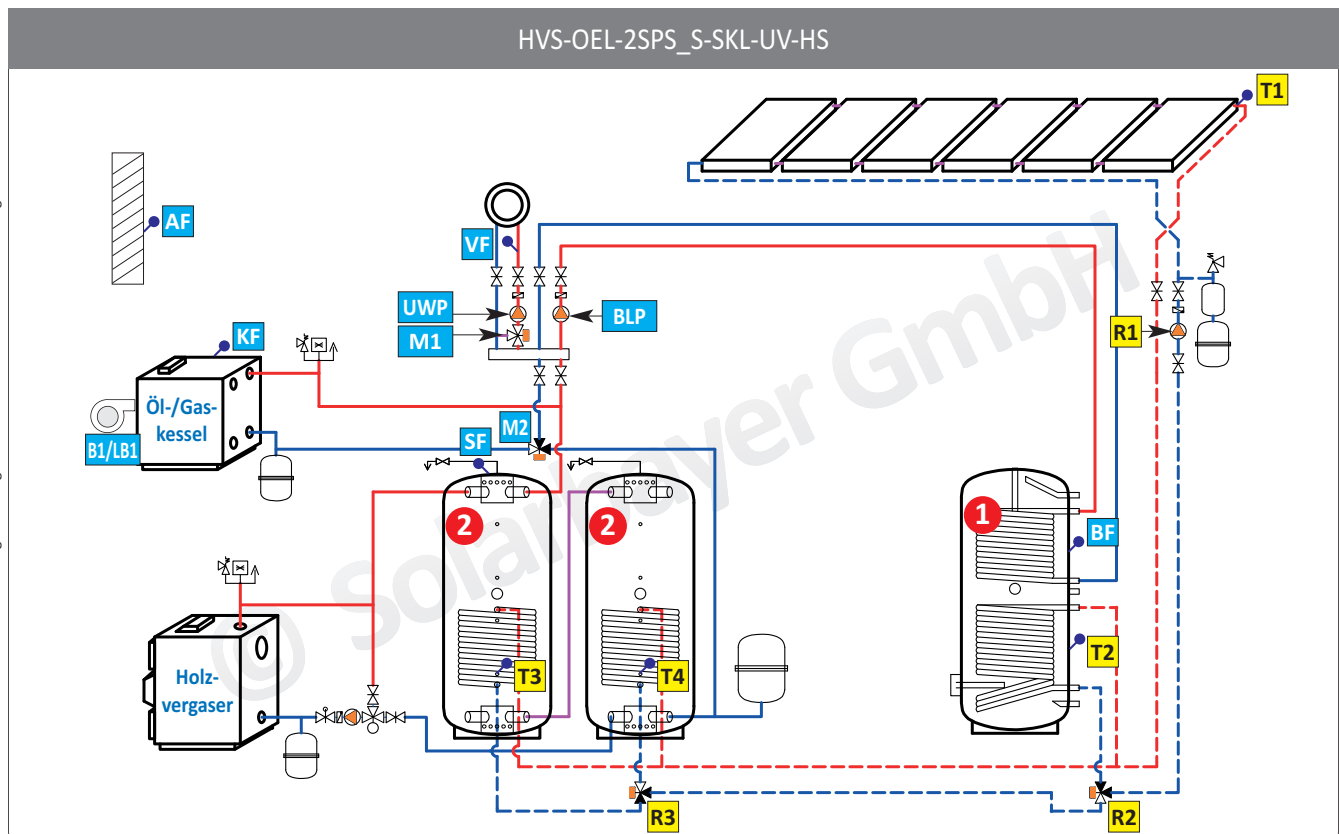 HVS-OEL-2SPS_S-SKL-UV-HS
T1
AF
VF
UWP
BLP
M1
R1
KF
Öl-/Gas-
kessel
B1/LB1
SF
M2
2
2
1
BF
© Solarbayer GmbH
Holz-
vergaser
T3
T4
T2
R3
R2